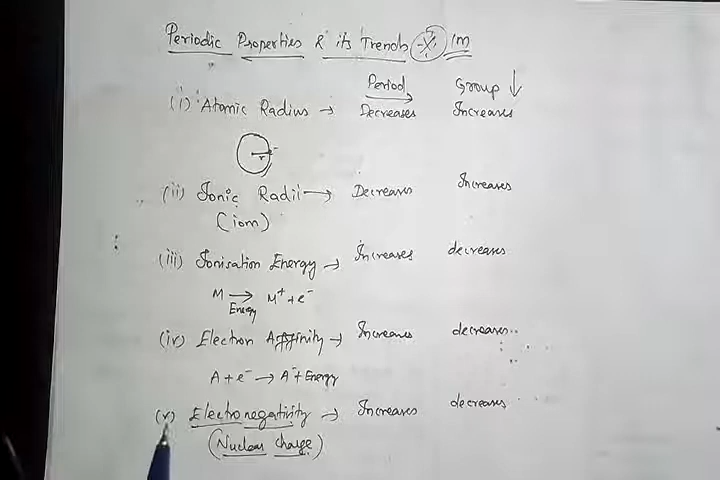 Periodic Properties & its Trends 1m
Period Group ↓
(i) Atomic Radius → Decreases Increases
r e-
(ii) Ionic Radii → Decreases Increases
(ion)
(iii) Ionisation Energy → Increases decreases
M → M⁺ + e⁻
Energy
(iv) Electron Affinity → Increases decreases
A + e⁻ → A⁻ + Energy
(v) Electronegativity → Increases decreases
(Nuclear charge)